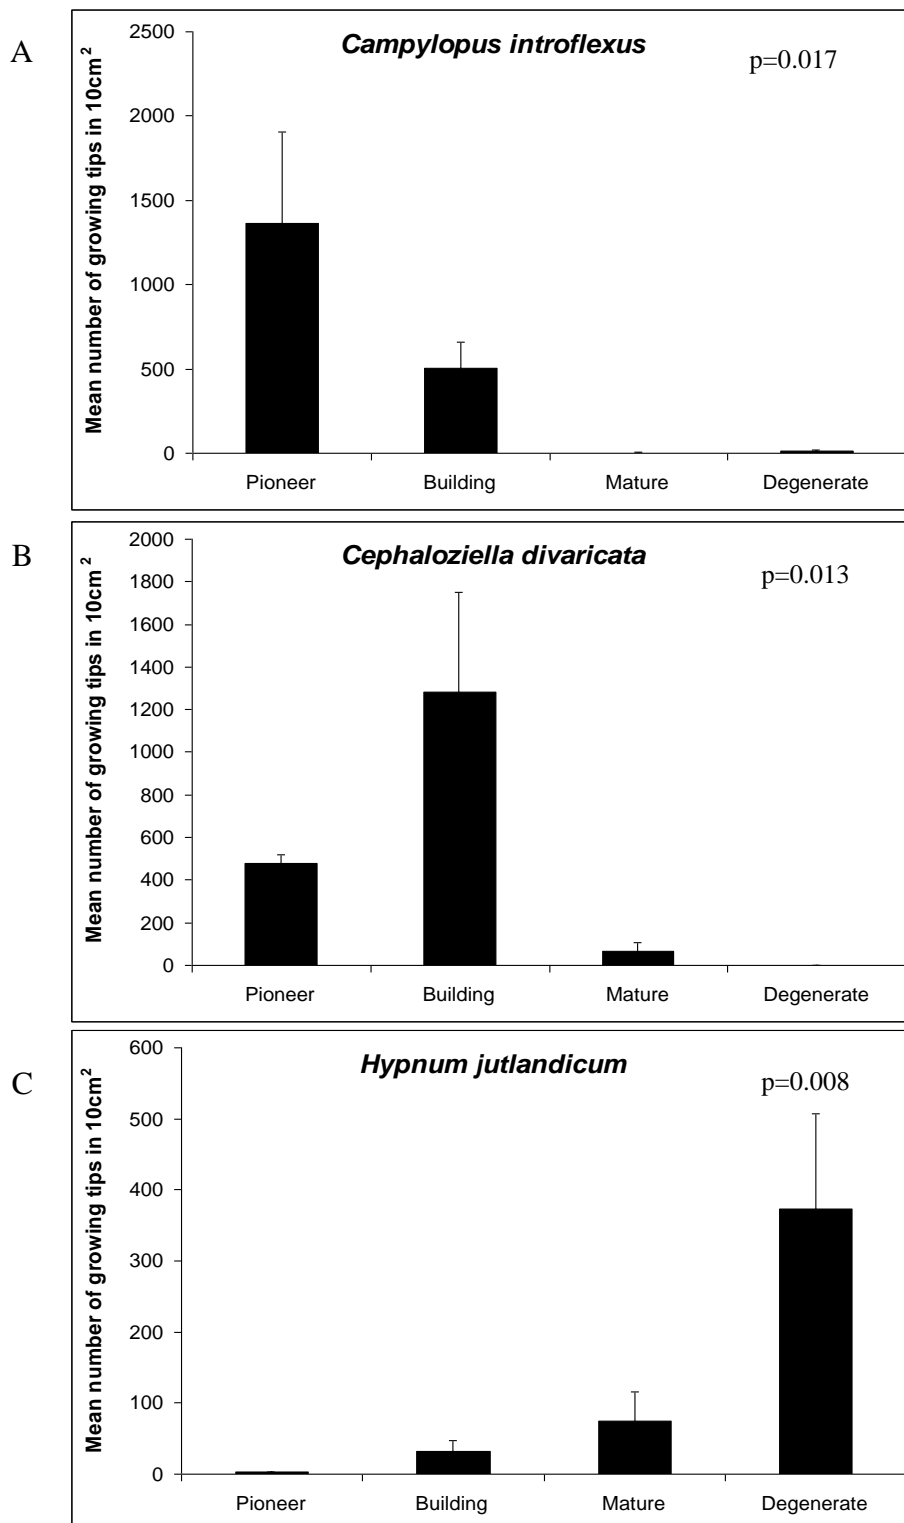 A
Campylopus introflexus
p=0.017
Mean number of growing tips in 10cm²
2500
2000
1500
1000
500
0
Pioneer Building Mature Degenerate
B
Cephaloziella divaricata
p=0.013
Mean number of growing tips in 10cm²
2000
1800
1600
1400
1200
1000
800
600
400
200
0
Pioneer Building Mature Degenerate
C
Hypnum jutlandicum
p=0.008
Mean number of growing tips in 10cm²
600
500
400
300
200
100
0
Pioneer Building Mature Degenerate